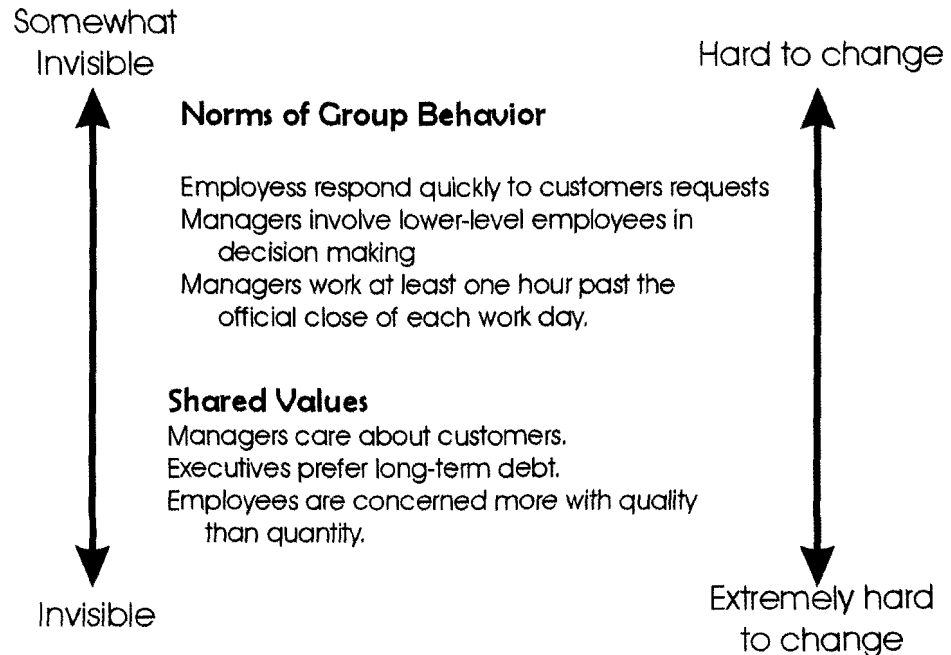 Somewhat
Invisible
Hard to change
Norms of Group Behavior
Employess respond quickly to customers requests
Managers involve lower-level employees in
decision making
Managers work at least one hour past the
official close of each work day.
Shared Values
Managers care about customers.
Executives prefer long-term debt.
Employees are concerned more with quality
than quantity.
Invisible
Extremely hard
to change